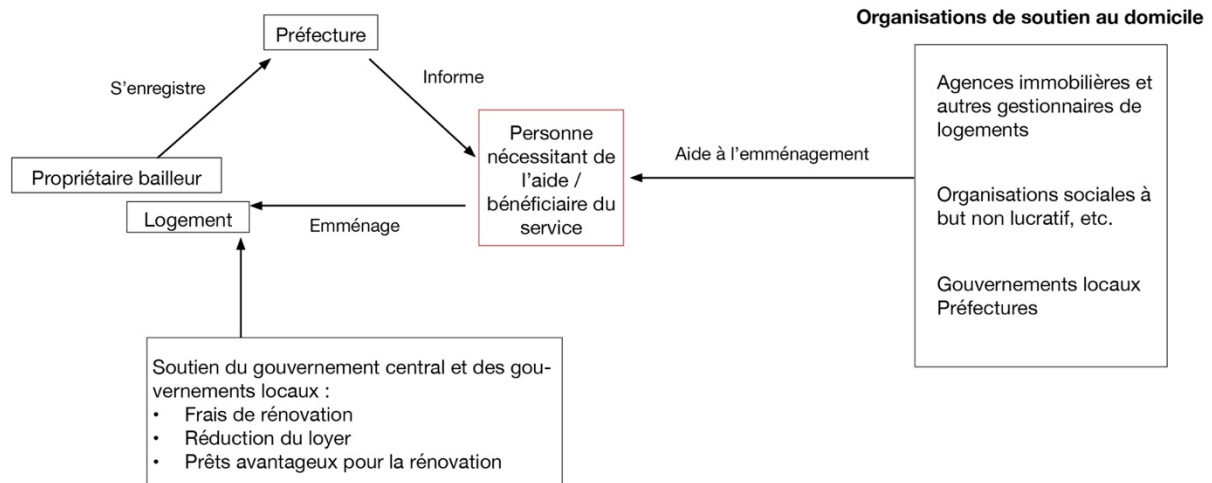 Organisations de soutien au domicile
Préfecture
S’enregistre
Informe
Propriétaire bailleur
Logement
Emménage
Personne
nécessitant de
l’aide /
bénéficiaire du
service
Aide à l’emménagement
Agences immobilières et
autres gestionnaires de
logements
Organisations sociales à
but non lucratif, etc.
Gouvernements locaux
Préfectures
Soutien du gouvernement central et des gou-
vernements locaux :
• Frais de rénovation
• Réduction du loyer
• Prêts avantageux pour la rénovation